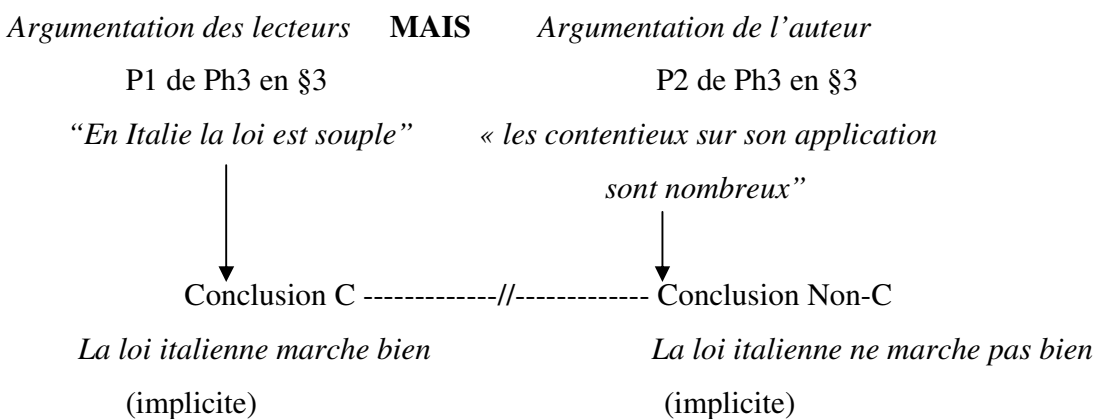 Argumentation des lecteurs MAIS Argumentation de l’auteur
P1 de Ph3 en §3 P2 de Ph3 en §3
“En Italie la loi est souple” « les contentieux sur son application
sont nombreux”
Conclusion C -------------//------------- Conclusion Non-C
La loi italienne marche bien La loi italienne ne marche pas bien
(implicite) (implicite)